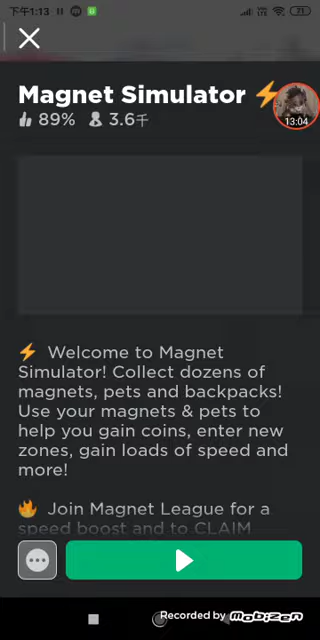 下午1:13
71
Magnet Simulator ⚡
89% 3.6千
13:04
⚡ Welcome to Magnet
Simulator! Collect dozens of
magnets, pets and backpacks!
Use your magnets & pets to
help you gain coins, enter new
zones, gain loads of speed and
more!
🔥 Join Magnet League for a
speed boost and to CLAIM
Recorded by mobizen